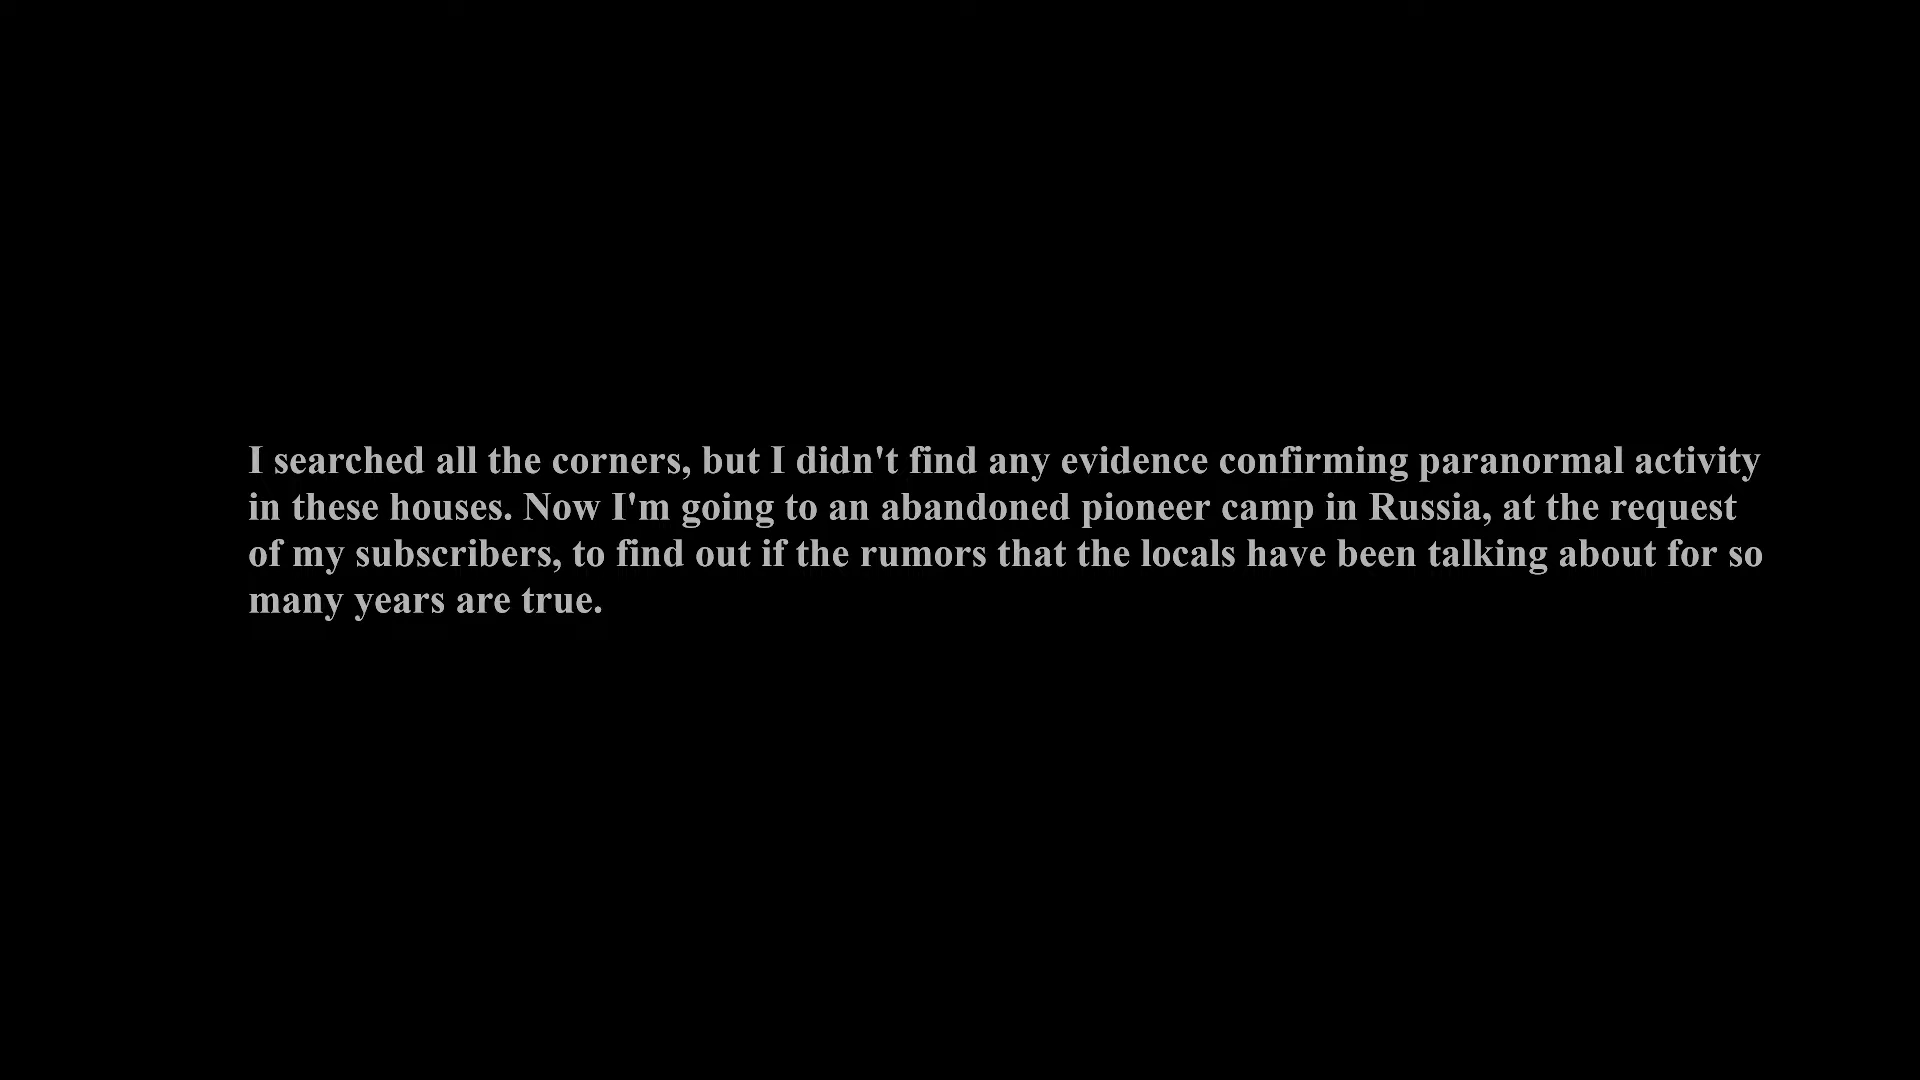 I searched all the corners, but I didn't find any evidence confirming paranormal activity
in these houses. Now I'm going to an abandoned pioneer camp in Russia, at the request
of my subscribers, to find out if the rumors that the locals have been talking about for so
many years are true.